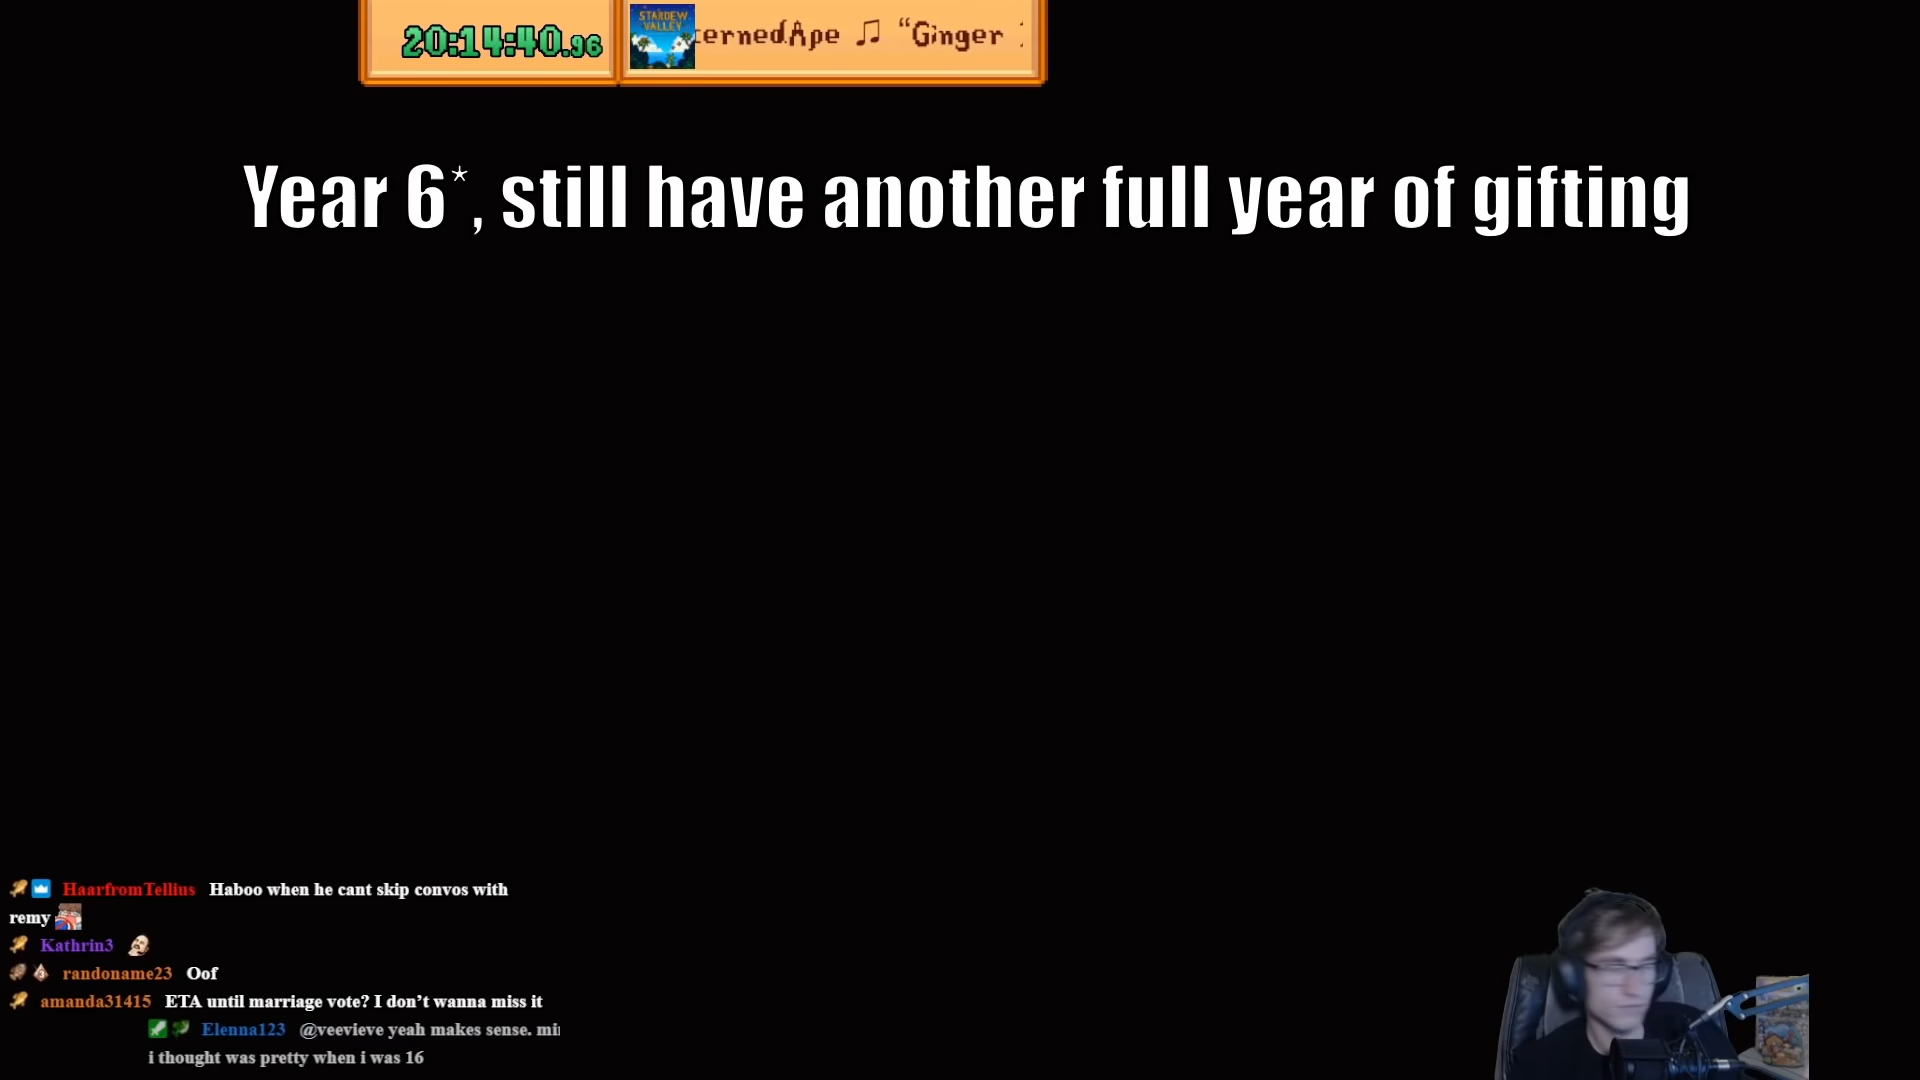 20:14:40.96
STARDEW
VALLEY
ernedApe ♫ “Ginger
Year 6*, still have another full year of gifting
HaarfromTellius Haboo when he cant skip convos with
remy
Kathrin3
randoname23 Oof
amanda31415 ETA until marriage vote? I don’t wanna miss it
Elenna123 @veevieve yeah makes sense.
i thought was pretty when i was 16